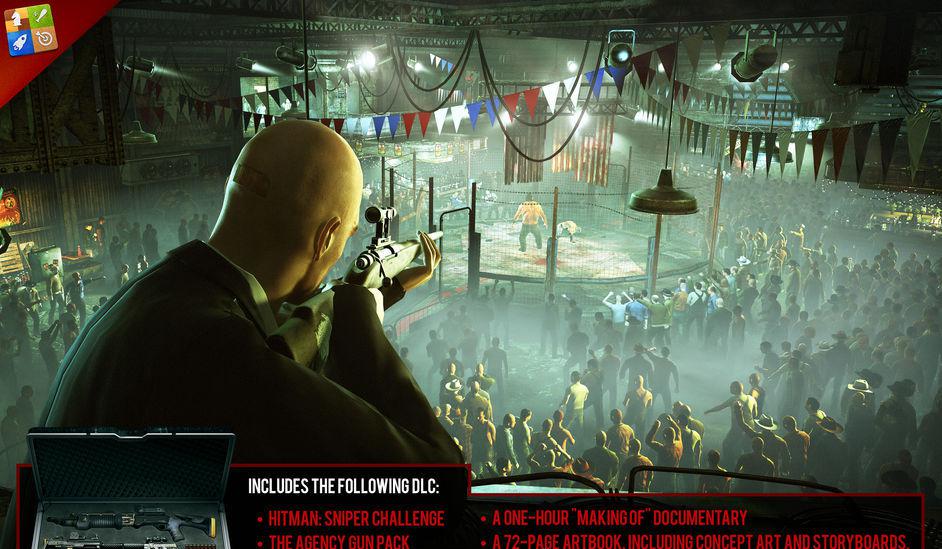 INCLUDES THE FOLLOWING DLC:
• HITMAN: SNIPER CHALLENGE
• THE AGENCY GUN PACK
• A ONE-HOUR "MAKING OF" DOCUMENTARY
• A 72-PAGE ARTBOOK, INCLUDING CONCEPT ART AND STORYBOARDS.